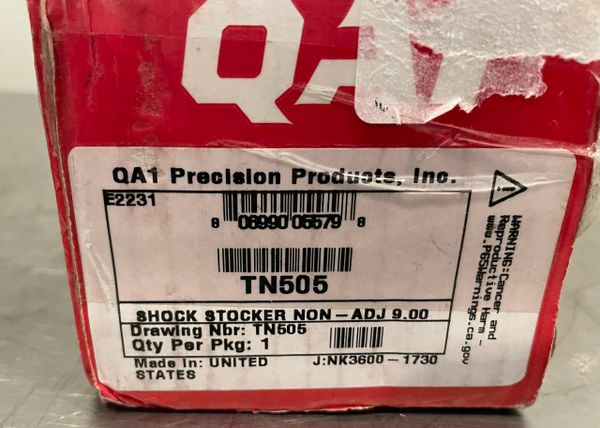 QA1
QA1 Precision Products, Inc.
E2231
8 06990 05579 8
TN505
SHOCK STOCKER NON-ADJ 9.00
Drawing Nbr: TN505
Qty Per Pkg: 1
Made in: UNITED STATES
J:NK3600-1730
WARNING: Cancer and
Reproductive Harm -
www.P65Warnings.ca.gov